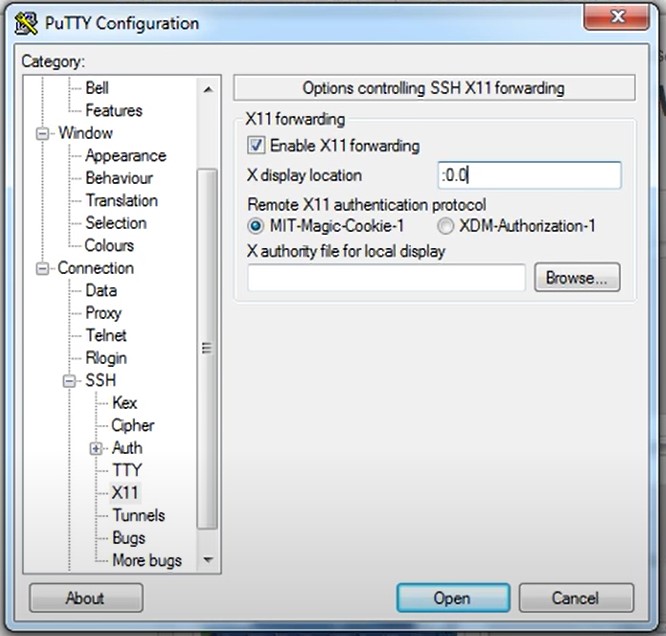 PuTTY Configuration
Category:
Bell
Features
Window
Appearance
Behaviour
Translation
Selection
Colours
Connection
Data
Proxy
Telnet
Rlogin
SSH
Kex
Cipher
Auth
TTY
X11
Tunnels
Bugs
More bugs
Options controlling SSH X11 forwarding
X11 forwarding
Enable X11 forwarding
X display location :0.0
Remote X11 authentication protocol
MIT-Magic-Cookie-1 XDM-Authorization-1
X authority file for local display
Browse...
About Open Cancel